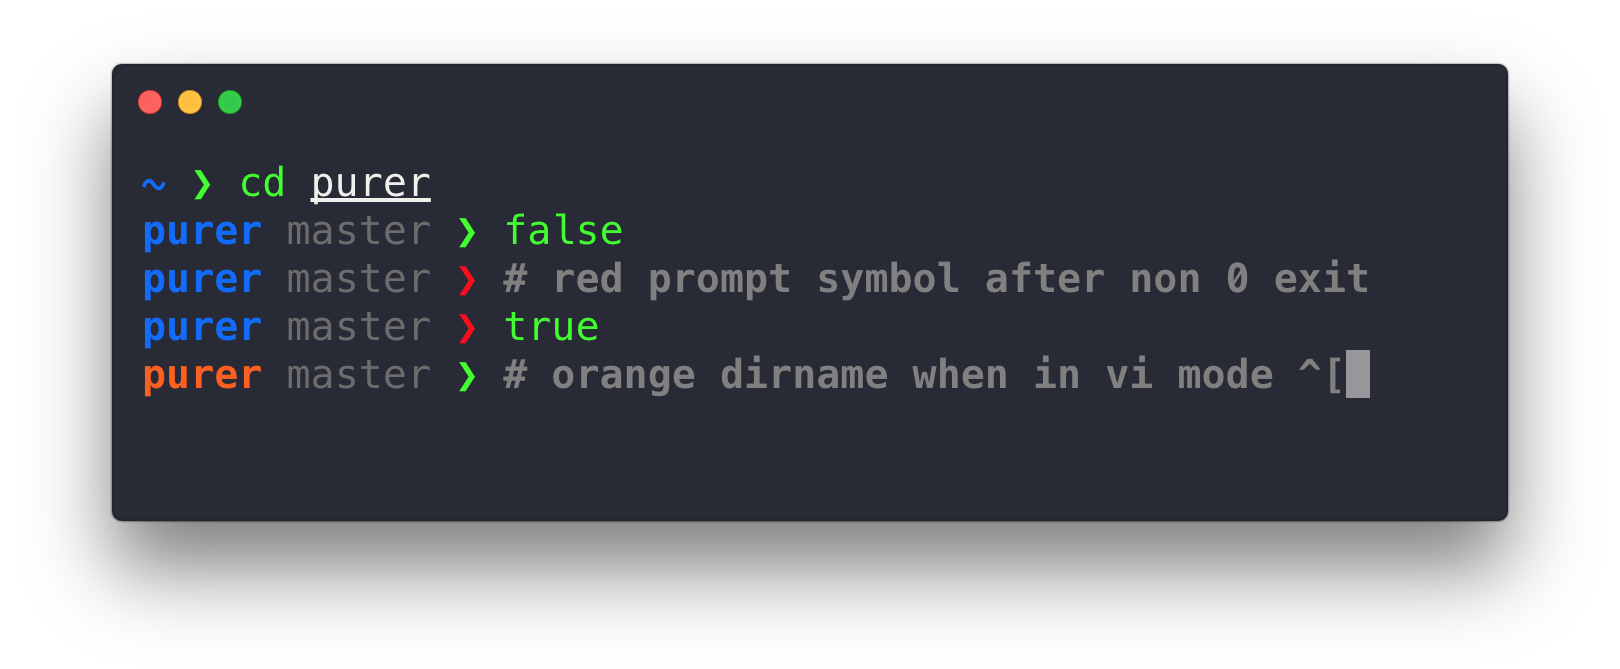 ~ ❯ cd purer
purer master ❯ false
purer master ❯ # red prompt symbol after non 0 exit
purer master ❯ true
purer master ❯ # orange dirname when in vi mode ^[